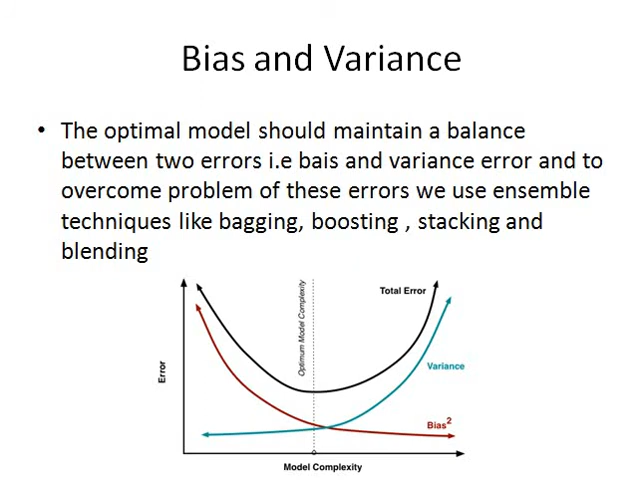 Bias and Variance
• The optimal model should maintain a balance
between two errors i.e bais and variance error and to
overcome problem of these errors we use ensemble
techniques like bagging, boosting , stacking and
blending
Optimum Model Complexity
Total Error
Error
Variance
Bias²
Model Complexity